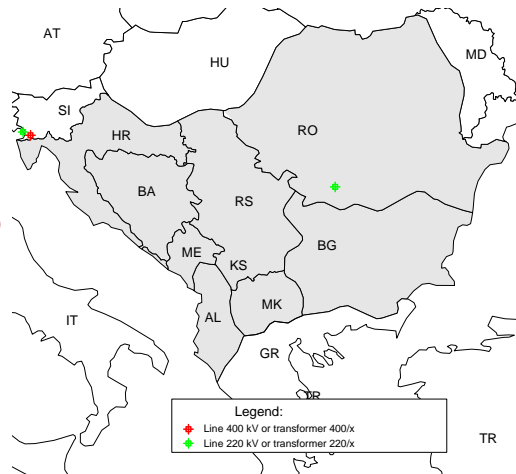 AT
MD
HU
SI
RO
HR
BA
RS
BG
ME
KS
MK
AL
IT
GR
TR
Legend:
Line 400 kV or transformer 400/x
Line 220 kV or transformer 220/x
TR